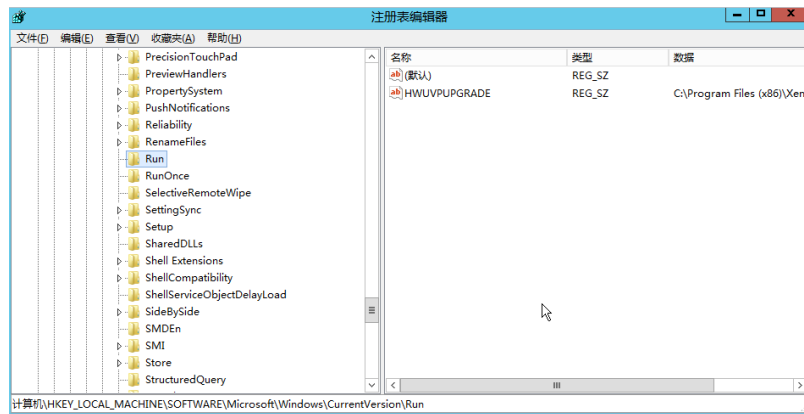 注册表编辑器
文件(F) 编辑(E) 查看(V) 收藏夹(A) 帮助(H)
PrecisionTouchPad
PreviewHandlers
PropertySystem
PushNotifications
Reliability
RenameFiles
Run
RunOnce
SelectiveRemoteWipe
SettingSync
Setup
SharedDLLs
Shell Extensions
ShellCompatibility
ShellServiceObjectDelayLoad
SideBySide
SMDEn
SMI
Store
StructuredQuery
名称 类型 数据
ab (默认) REG_SZ
ab HWUVPUPGRADE REG_SZ C:\Program Files (x86)\Xen
计算机\HKEY_LOCAL_MACHINE\SOFTWARE\Microsoft\Windows\CurrentVersion\Run